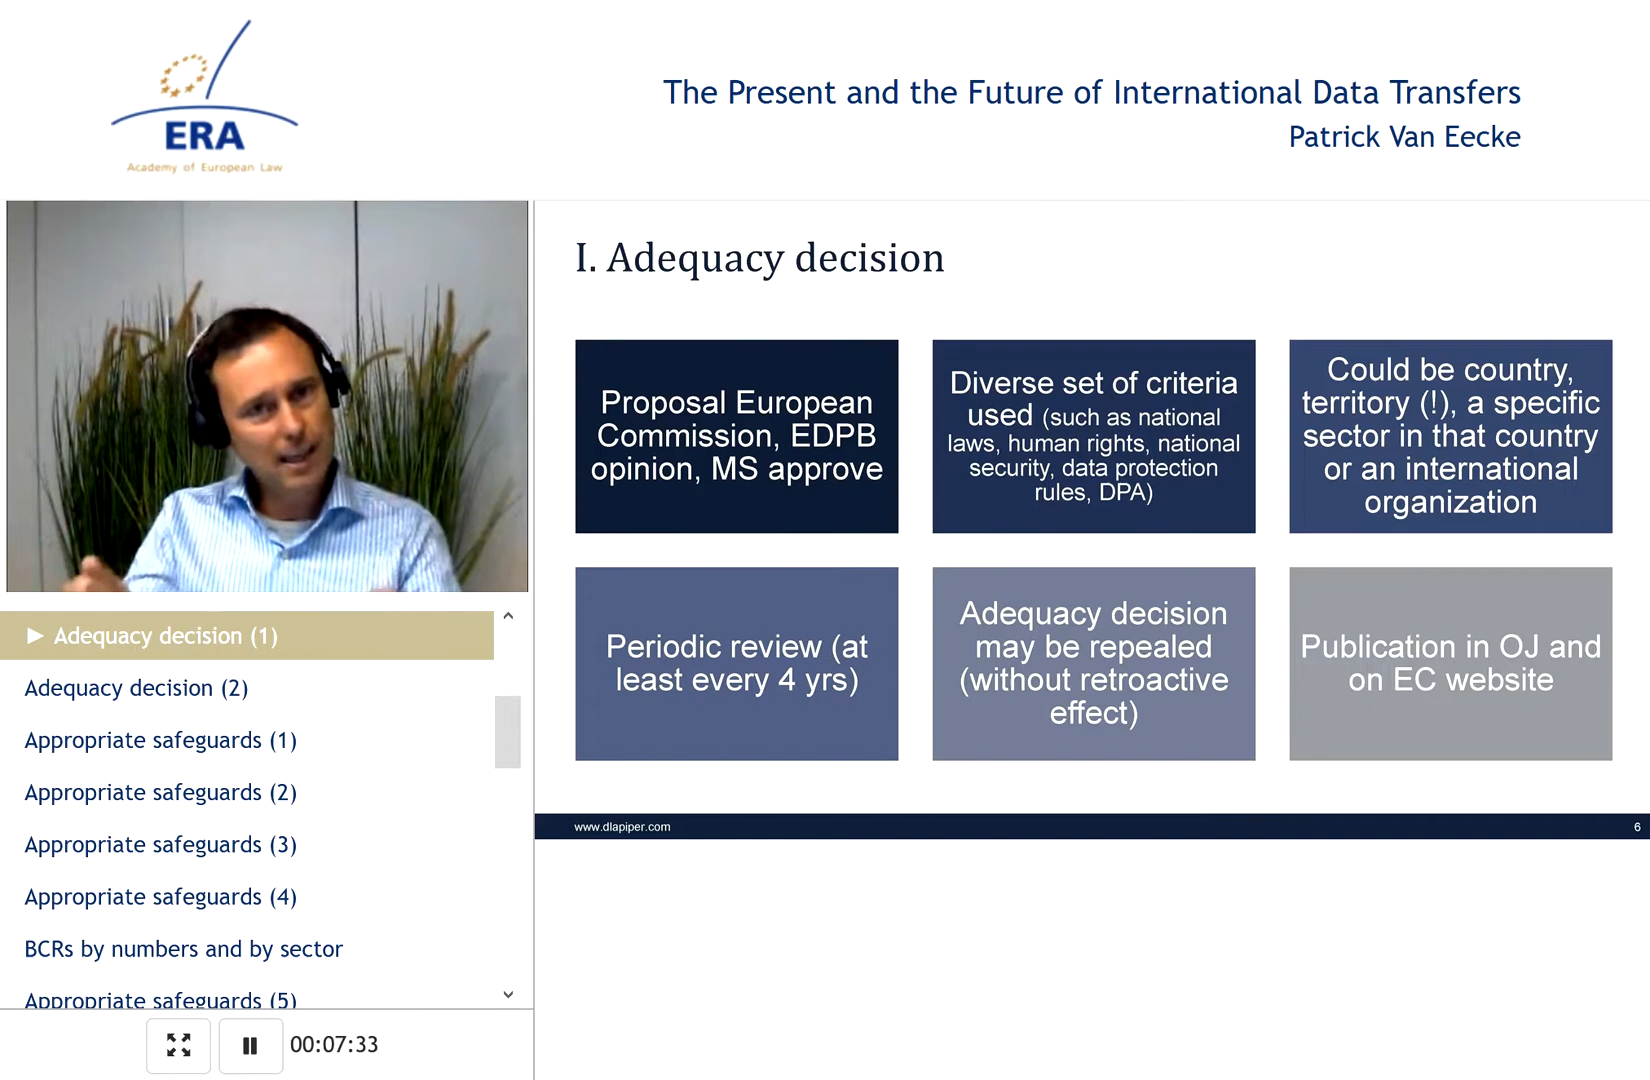 ERA
Academy of European Law
The Present and the Future of International Data Transfers
Patrick Van Eecke
I. Adequacy decision
Proposal European
Commission, EDPB
opinion, MS approve
Diverse set of criteria
used (such as national
laws, human rights, national
security, data protection
rules, DPA)
Could be country,
territory (!), a specific
sector in that country
or an international
organization
Periodic review (at
least every 4 yrs)
Adequacy decision
may be repealed
(without retroactive
effect)
Publication in OJ and
on EC website
www.dlapiper.com
6
Adequacy decision (1)
Adequacy decision (2)
Appropriate safeguards (1)
Appropriate safeguards (2)
Appropriate safeguards (3)
Appropriate safeguards (4)
BCRs by numbers and by sector
Appropriate safeguards (5)
00:07:33